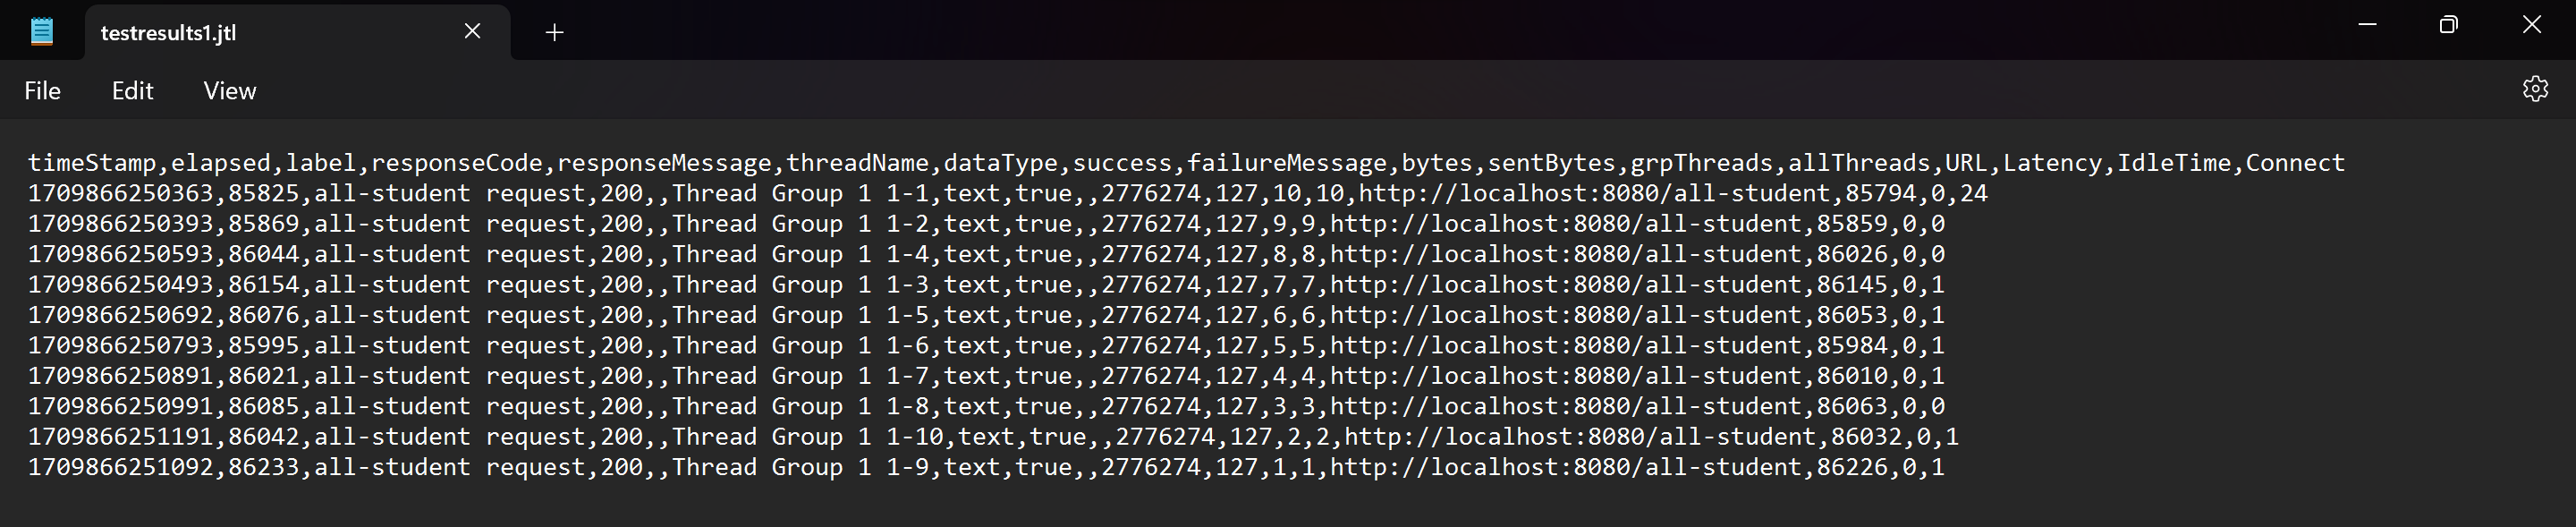 testresults1.jtl
File Edit View
timeStamp,elapsed,label,responseCode,responseMessage,threadName,dataType,success,failureMessage,bytes,sentBytes,grpThreads,allThreads,URL,Latency,IdleTime,Connect
1709866250363,85825,all-student request,200,,Thread Group 1 1-1,text,true,,2776274,127,10,10,http://localhost:8080/all-student,85794,0,24
1709866250393,85869,all-student request,200,,Thread Group 1 1-2,text,true,,2776274,127,9,9,http://localhost:8080/all-student,85859,0,0
1709866250593,86044,all-student request,200,,Thread Group 1 1-4,text,true,,2776274,127,8,8,http://localhost:8080/all-student,86026,0,0
1709866250493,86154,all-student request,200,,Thread Group 1 1-3,text,true,,2776274,127,7,7,http://localhost:8080/all-student,86145,0,1
1709866250692,86076,all-student request,200,,Thread Group 1 1-5,text,true,,2776274,127,6,6,http://localhost:8080/all-student,86053,0,1
1709866250793,85995,all-student request,200,,Thread Group 1 1-6,text,true,,2776274,127,5,5,http://localhost:8080/all-student,85984,0,1
1709866250891,86021,all-student request,200,,Thread Group 1 1-7,text,true,,2776274,127,4,4,http://localhost:8080/all-student,86010,0,1
1709866250991,86085,all-student request,200,,Thread Group 1 1-8,text,true,,2776274,127,3,3,http://localhost:8080/all-student,86063,0,0
1709866251191,86042,all-student request,200,,Thread Group 1 1-10,text,true,,2776274,127,2,2,http://localhost:8080/all-student,86032,0,1
1709866251092,86233,all-student request,200,,Thread Group 1 1-9,text,true,,2776274,127,1,1,http://localhost:8080/all-student,86226,0,1